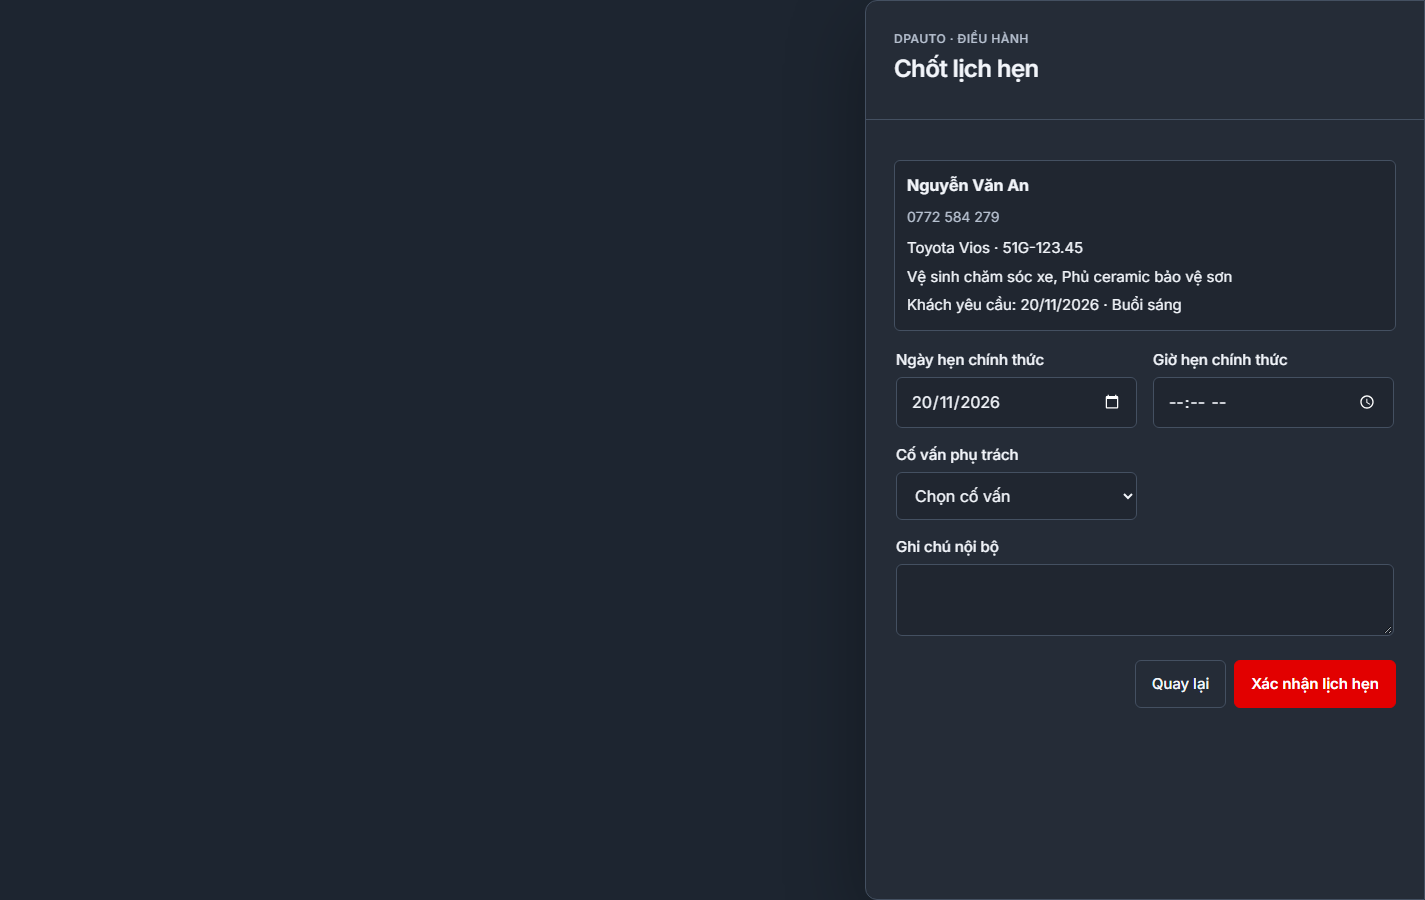 DPAUTO · ĐIỀU HÀNH
Chốt lịch hẹn
Nguyễn Văn An
0772 584 279
Toyota Vios · 51G-123.45
Vệ sinh chăm sóc xe, Phủ ceramic bảo vệ sơn
Khách yêu cầu: 20/11/2026 · Buổi sáng
Ngày hẹn chính thức
Giờ hẹn chính thức
20/11/2026
--:-- --
Cố vấn phụ trách
Chọn cố vấn
Ghi chú nội bộ
Quay lại
Xác nhận lịch hẹn